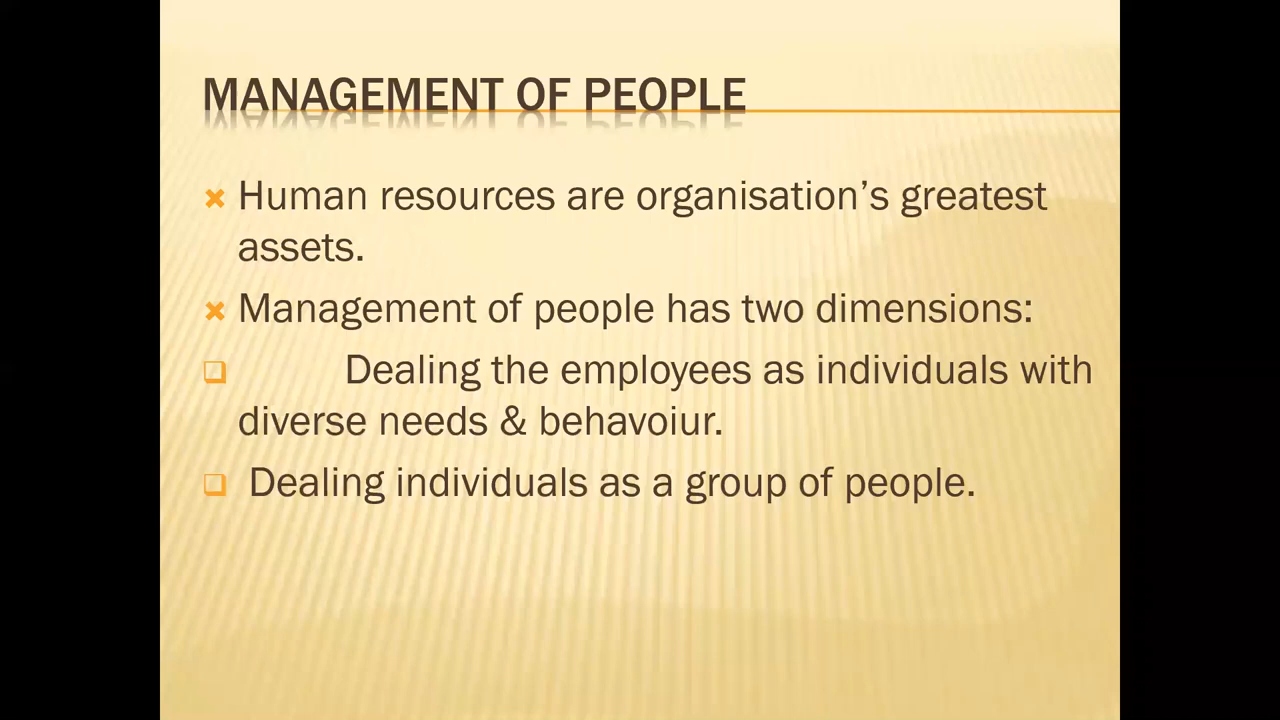 MANAGEMENT OF PEOPLE
Human resources are organisation’s greatest
assets.
Management of people has two dimensions:
Dealing the employees as individuals with
diverse needs & behavoiur.
Dealing individuals as a group of people.